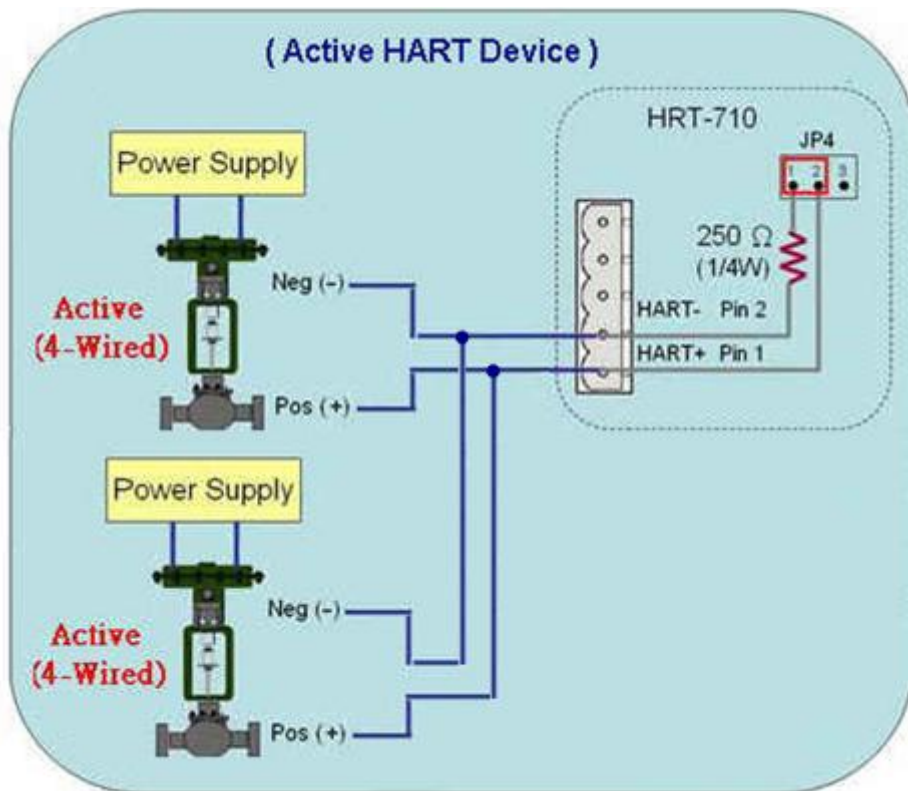 ( Active HART Device )
HRT-710
JP4
1 2 3
Power Supply
250 Ω
(1/4W)
Neg (-)
Active
(4-Wired)
HART- Pin 2
HART+ Pin 1
Pos (+)
Power Supply
Neg (-)
Active
(4-Wired)
Pos (+)